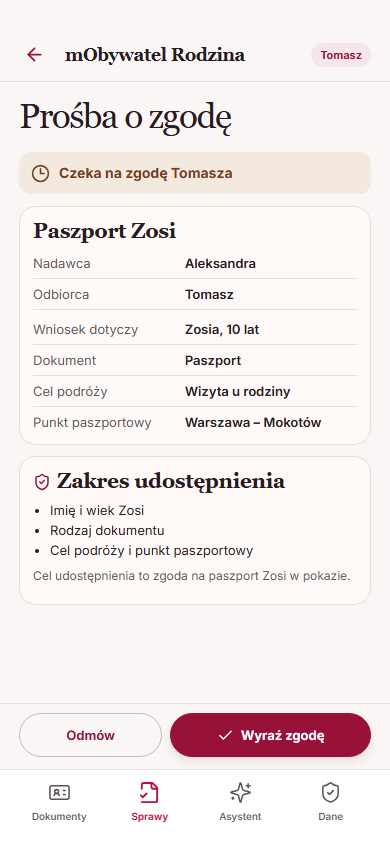 mObywatel Rodzina
Tomasz
Prośba o zgodę
Czeka na zgodę Tomasza
Paszport Zosi
Nadawca Aleksandra
Odbiorca Tomasz
Wniosek dotyczy Zosia, 10 lat
Dokument Paszport
Cel podróży Wizyta u rodziny
Punkt paszportowy Warszawa – Mokotów
Zakres udostępnienia
• Imię i wiek Zosi
• Rodzaj dokumentu
• Cel podróży i punkt paszportowy
Cel udostępnienia to zgoda na paszport Zosi w pokazie.
Odmów
Wyraź zgodę
Dokumenty
Sprawy
Asystent
Dane